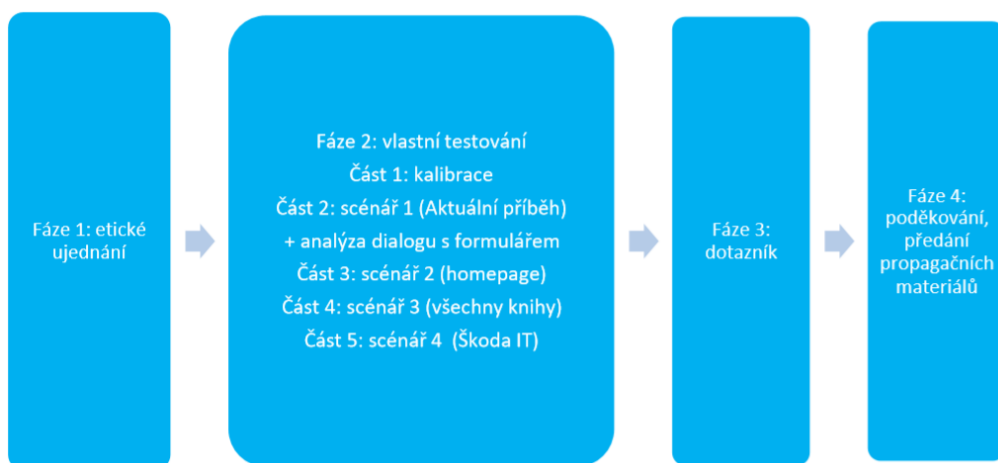 Fáze 1: etické
ujednání
Fáze 2: vlastní testování
Část 1: kalibrace
Část 2: scénář 1 (Aktuální příběh)
+ analýza dialogu s formulářem
Část 3: scénář 2 (homepage)
Část 4: scénář 3 (všechny knihy)
Část 5: scénář 4 (Škoda IT)
Fáze 3:
dotazník
Fáze 4:
poděkování,
předání
propagačních
materiálů